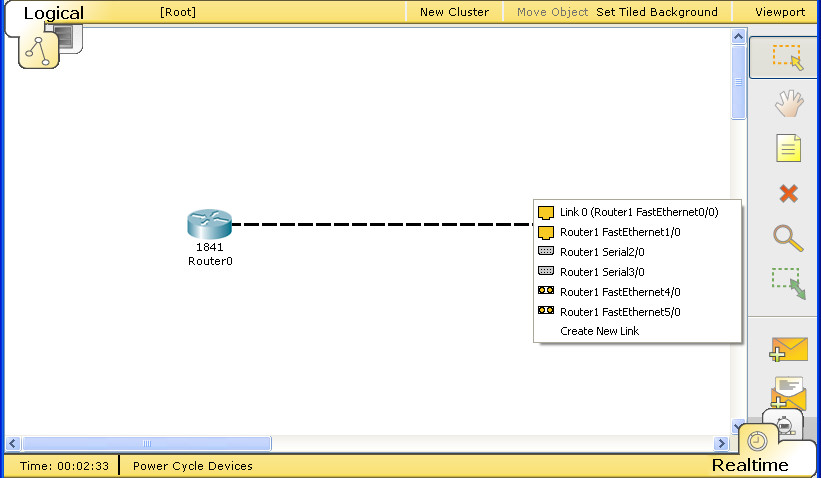 Logical
[Root]
New Cluster
Move Object
Set Tiled Background
Viewport
1841
Router0
Link 0 (Router1 FastEthernet0/0)
Router1 FastEthernet1/0
Router1 Serial2/0
Router1 Serial3/0
Router1 FastEthernet4/0
Router1 FastEthernet5/0
Create New Link
Time: 00:02:33
Power Cycle Devices
Realtime